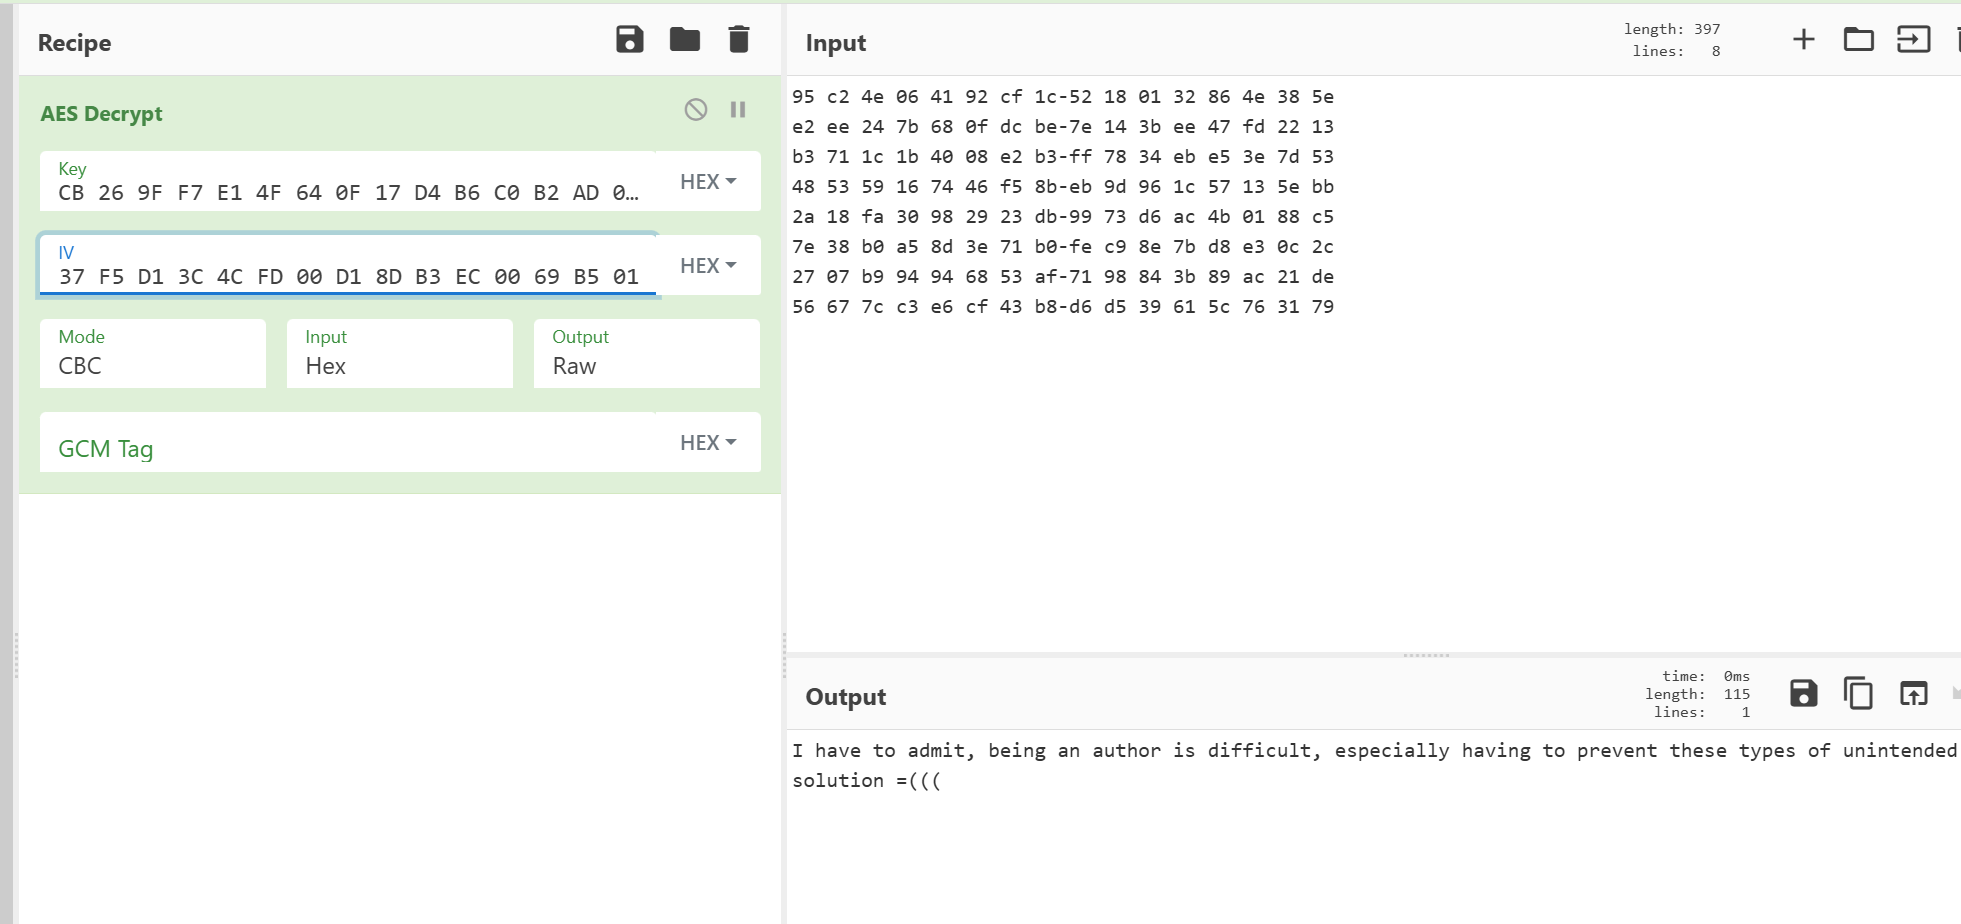 Recipe
AES Decrypt
Key
CB 26 9F F7 E1 4F 64 0F 17 D4 B6 C0 B2 AD 0…
HEX
IV
37 F5 D1 3C 4C FD 00 D1 8D B3 EC 00 69 B5 01
HEX
Mode
CBC
Input
Hex
Output
Raw
GCM Tag
HEX
Input
length: 397
lines: 8
95 c2 4e 06 41 92 cf 1c-52 18 01 32 86 4e 38 5e
e2 ee 24 7b 68 0f dc be-7e 14 3b ee 47 fd 22 13
b3 71 1c 1b 40 08 e2 b3-ff 78 34 eb e5 3e 7d 53
48 53 59 16 74 46 f5 8b-eb 9d 96 1c 57 13 5e bb
2a 18 fa 30 98 29 23 db-99 73 d6 ac 4b 01 88 c5
7e 38 b0 a5 8d 3e 71 b0-fe c9 8e 7b d8 e3 0c 2c
27 07 b9 94 94 68 53 af-71 98 84 3b 89 ac 21 de
56 67 7c c3 e6 cf 43 b8-d6 d5 39 61 5c 76 31 79
Output
time: 0ms
length: 115
lines: 1
I have to admit, being an author is difficult, especially having to prevent these types of unintended
solution =(((